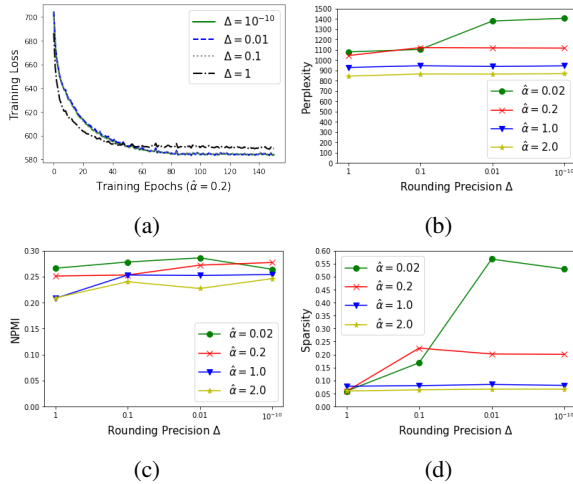 700
680
660
640
620
600
580
Training Loss
Δ = 10⁻¹⁰
Δ = 0.01
Δ = 0.1
Δ = 1
0 20 40 60 80 100 120 140
Training Epochs (α̂ = 0.2)
(a)
1500
1400
1300
1200
1100
1000
900
800
700
600
500
400
300
200
100
0
Perplexity
α̂ = 0.02
α̂ = 0.2
α̂ = 1.0
α̂ = 2.0
1 0.1 0.01 10⁻¹⁰
Rounding Precision Δ
(b)
0.30
0.25
0.20
0.15
0.10
0.05
0.00
NPMI
α̂ = 0.02
α̂ = 0.2
α̂ = 1.0
α̂ = 2.0
1 0.1 0.01 10⁻¹⁰
Rounding Precision Δ
(c)
0.60
0.55
0.50
0.45
0.40
0.35
0.30
0.25
0.20
0.15
0.10
0.05
0.00
Sparsity
α̂ = 0.02
α̂ = 0.2
α̂ = 1.0
α̂ = 2.0
1 0.1 0.01 10⁻¹⁰
Rounding Precision Δ
(d)